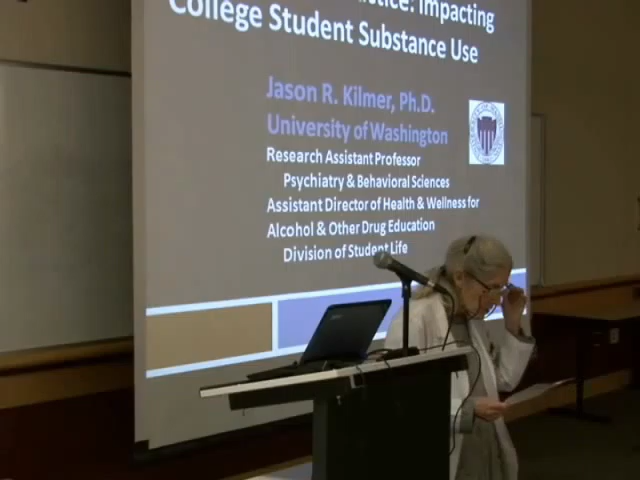 Impacting
College Student Substance Use
Jason R. Kilmer, Ph.D.
University of Washington
Research Assistant Professor
Psychiatry & Behavioral Sciences
Assistant Director of Health & Wellness for
Alcohol & Other Drug Education
Division of Student Life